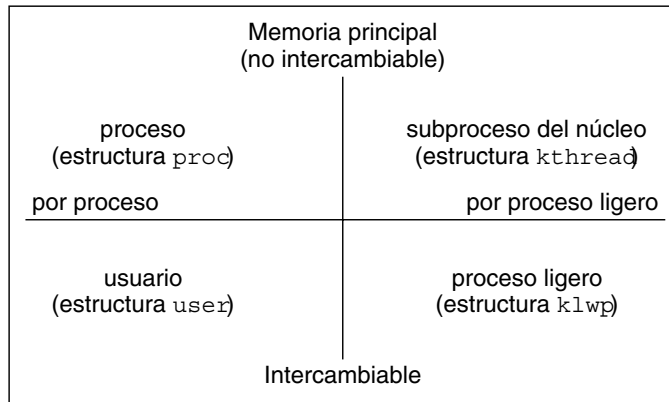 Memoria principal
(no intercambiable)
proceso
(estructura proc)
subproceso del núcleo
(estructura kthread)
por proceso
por proceso ligero
usuario
(estructura user)
proceso ligero
(estructura klwp)
Intercambiable